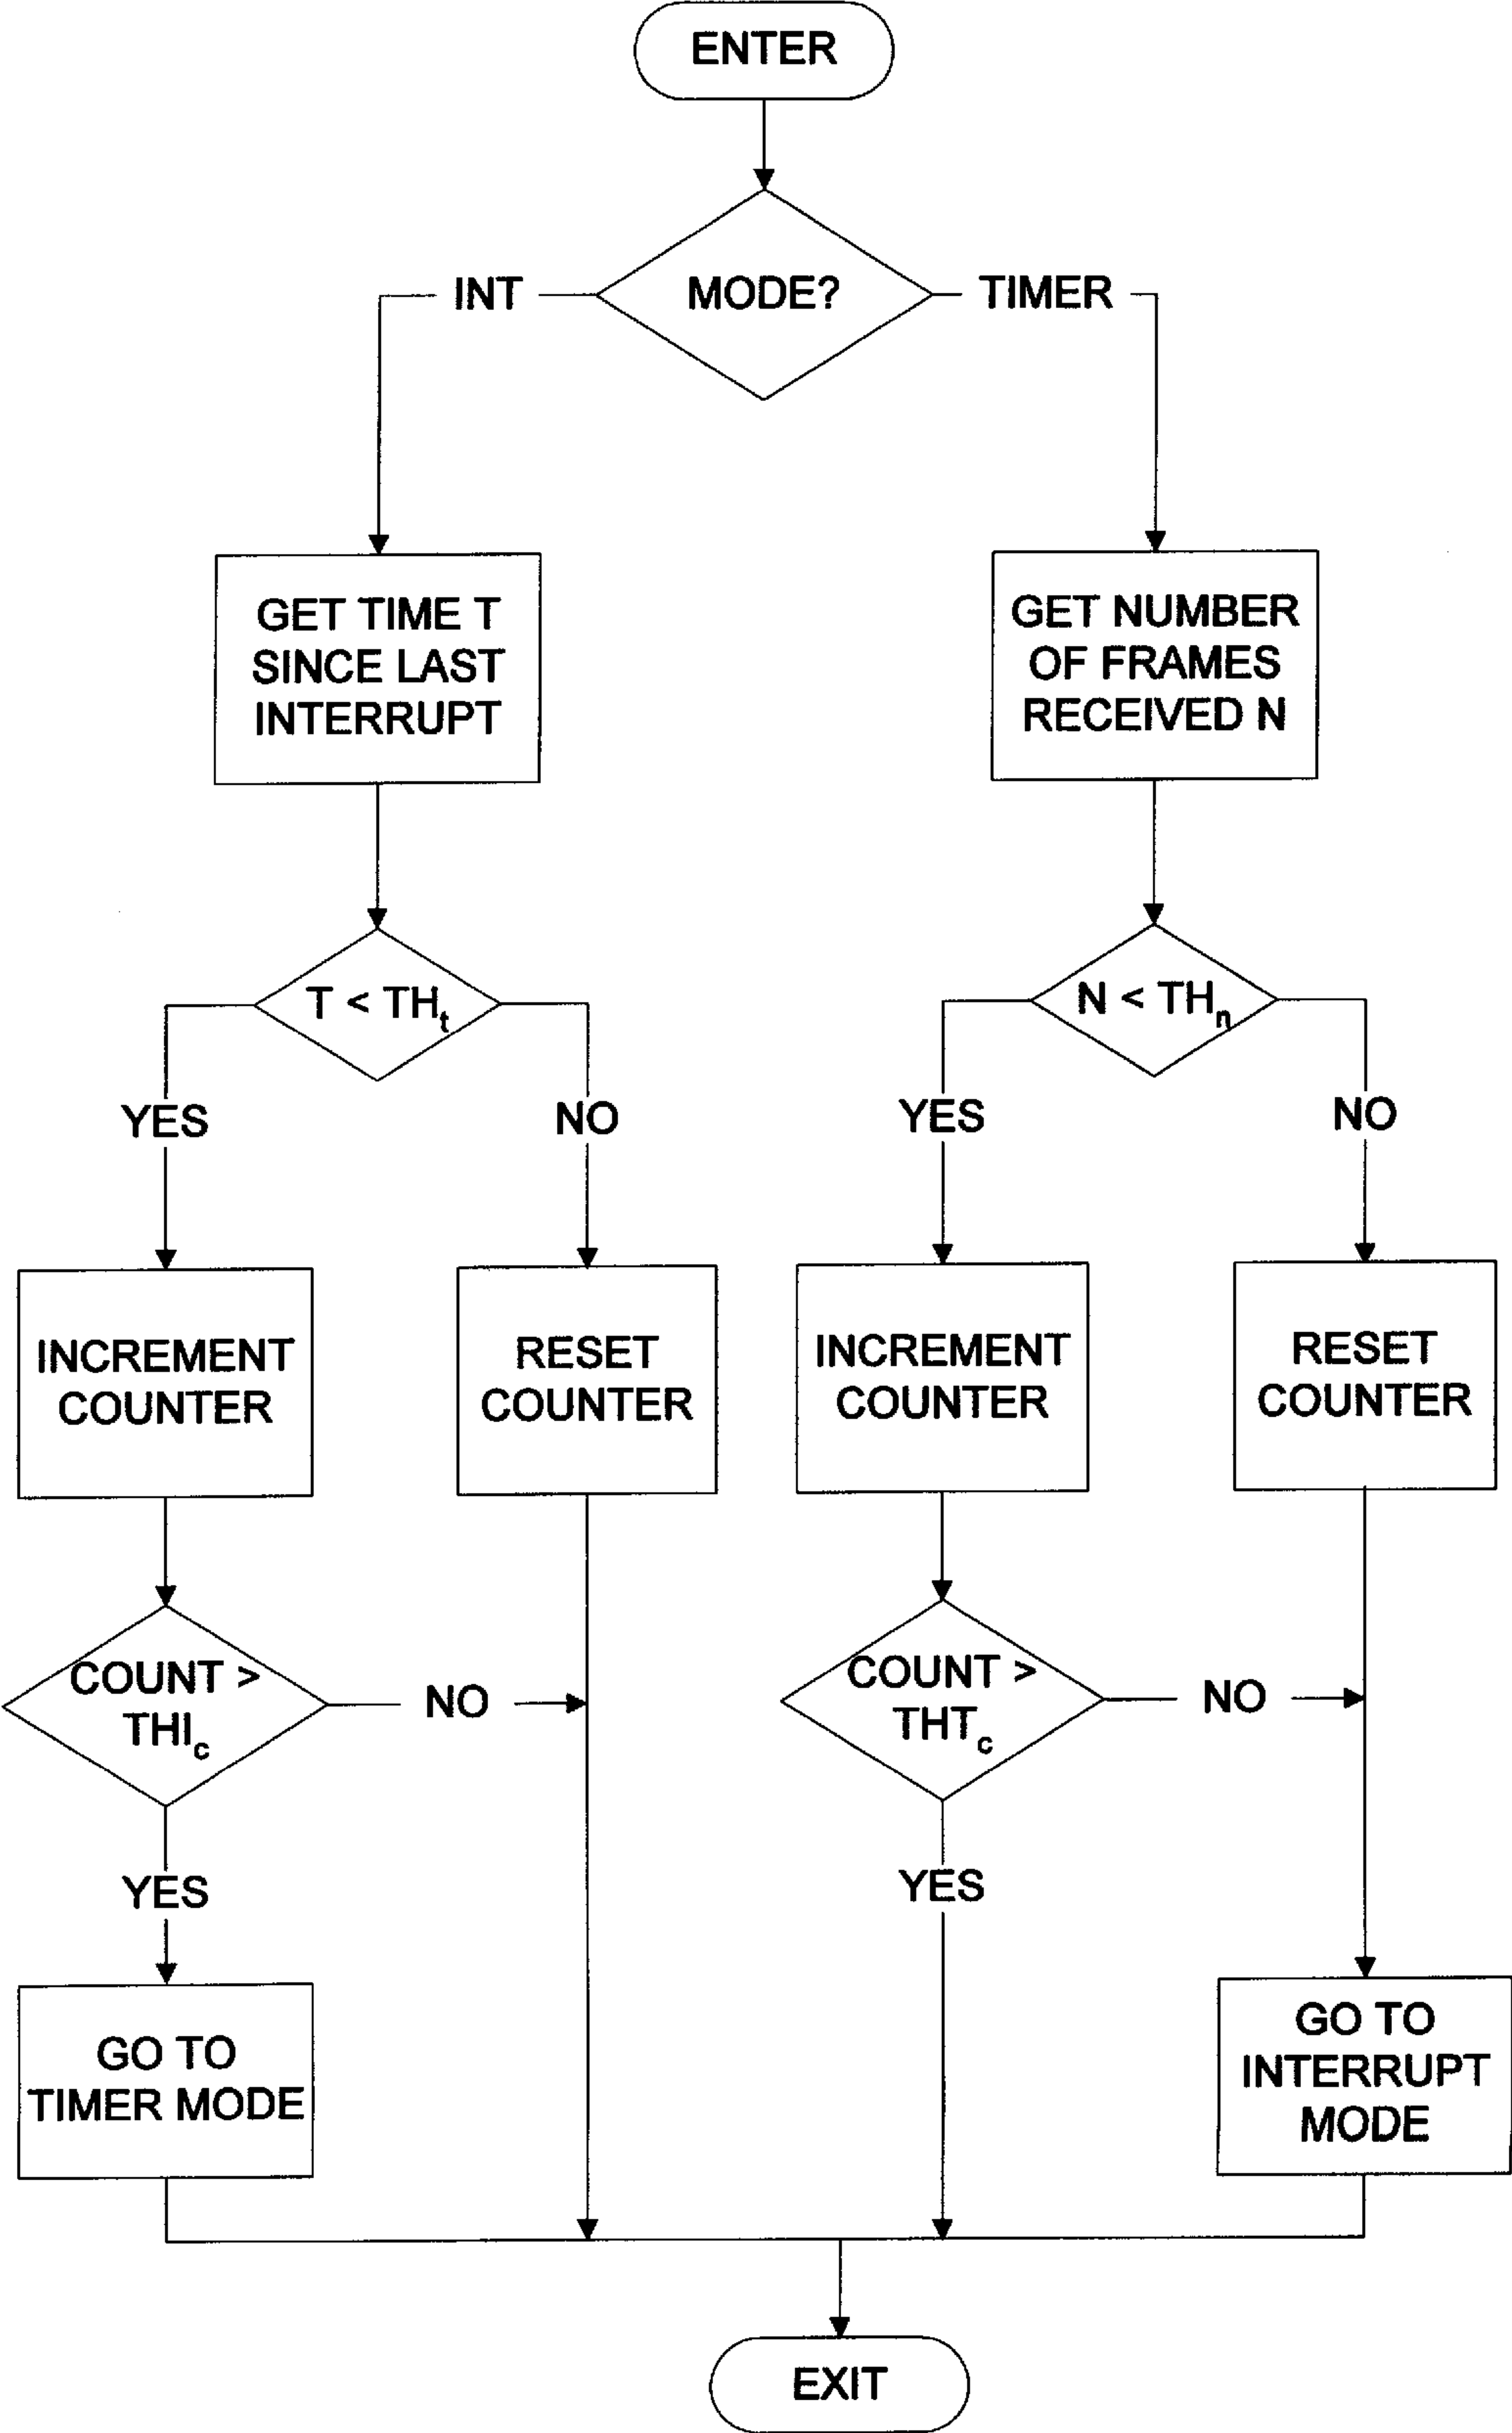 ENTER
MODE?
INT
TIMER
GET TIME T
SINCE LAST
INTERRUPT
GET NUMBER
OF FRAMES
RECEIVED N
T < THt
N < THn
YES
NO
YES
NO
INCREMENT
COUNTER
RESET
COUNTER
INCREMENT
COUNTER
RESET
COUNTER
COUNT >
THIc
NO
COUNT >
THTc
NO
YES
YES
GO TO
TIMER MODE
GO TO
INTERRUPT
MODE
EXIT